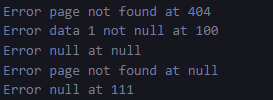 Error page not found at 404
Error data 1 not null at 100
Error null at null
Error page not found at null
Error null at 111